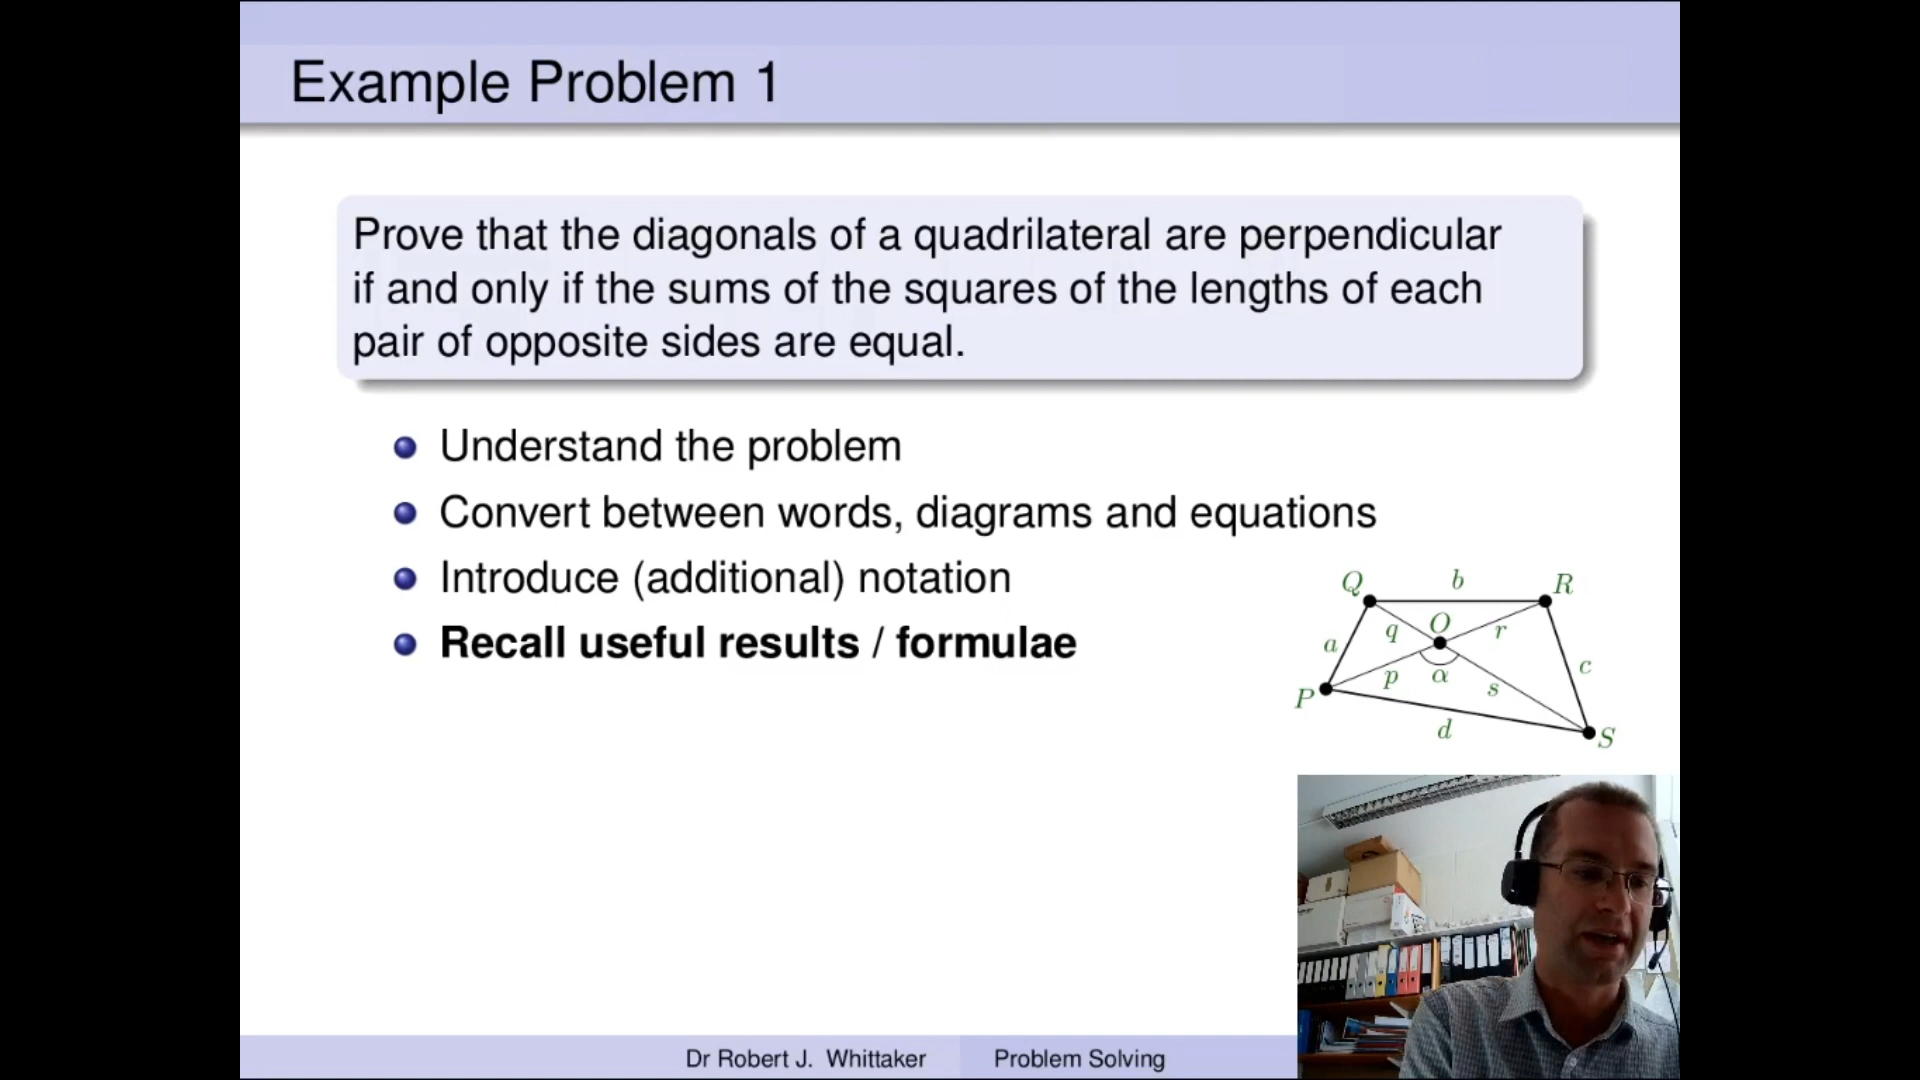 Example Problem 1
Prove that the diagonals of a quadrilateral are perpendicular
if and only if the sums of the squares of the lengths of each
pair of opposite sides are equal.
Understand the problem
Convert between words, diagrams and equations
Introduce (additional) notation
Recall useful results / formulae
Q b R
O
a q r
c
p α s
P
d
S
Dr Robert J. Whittaker Problem Solving